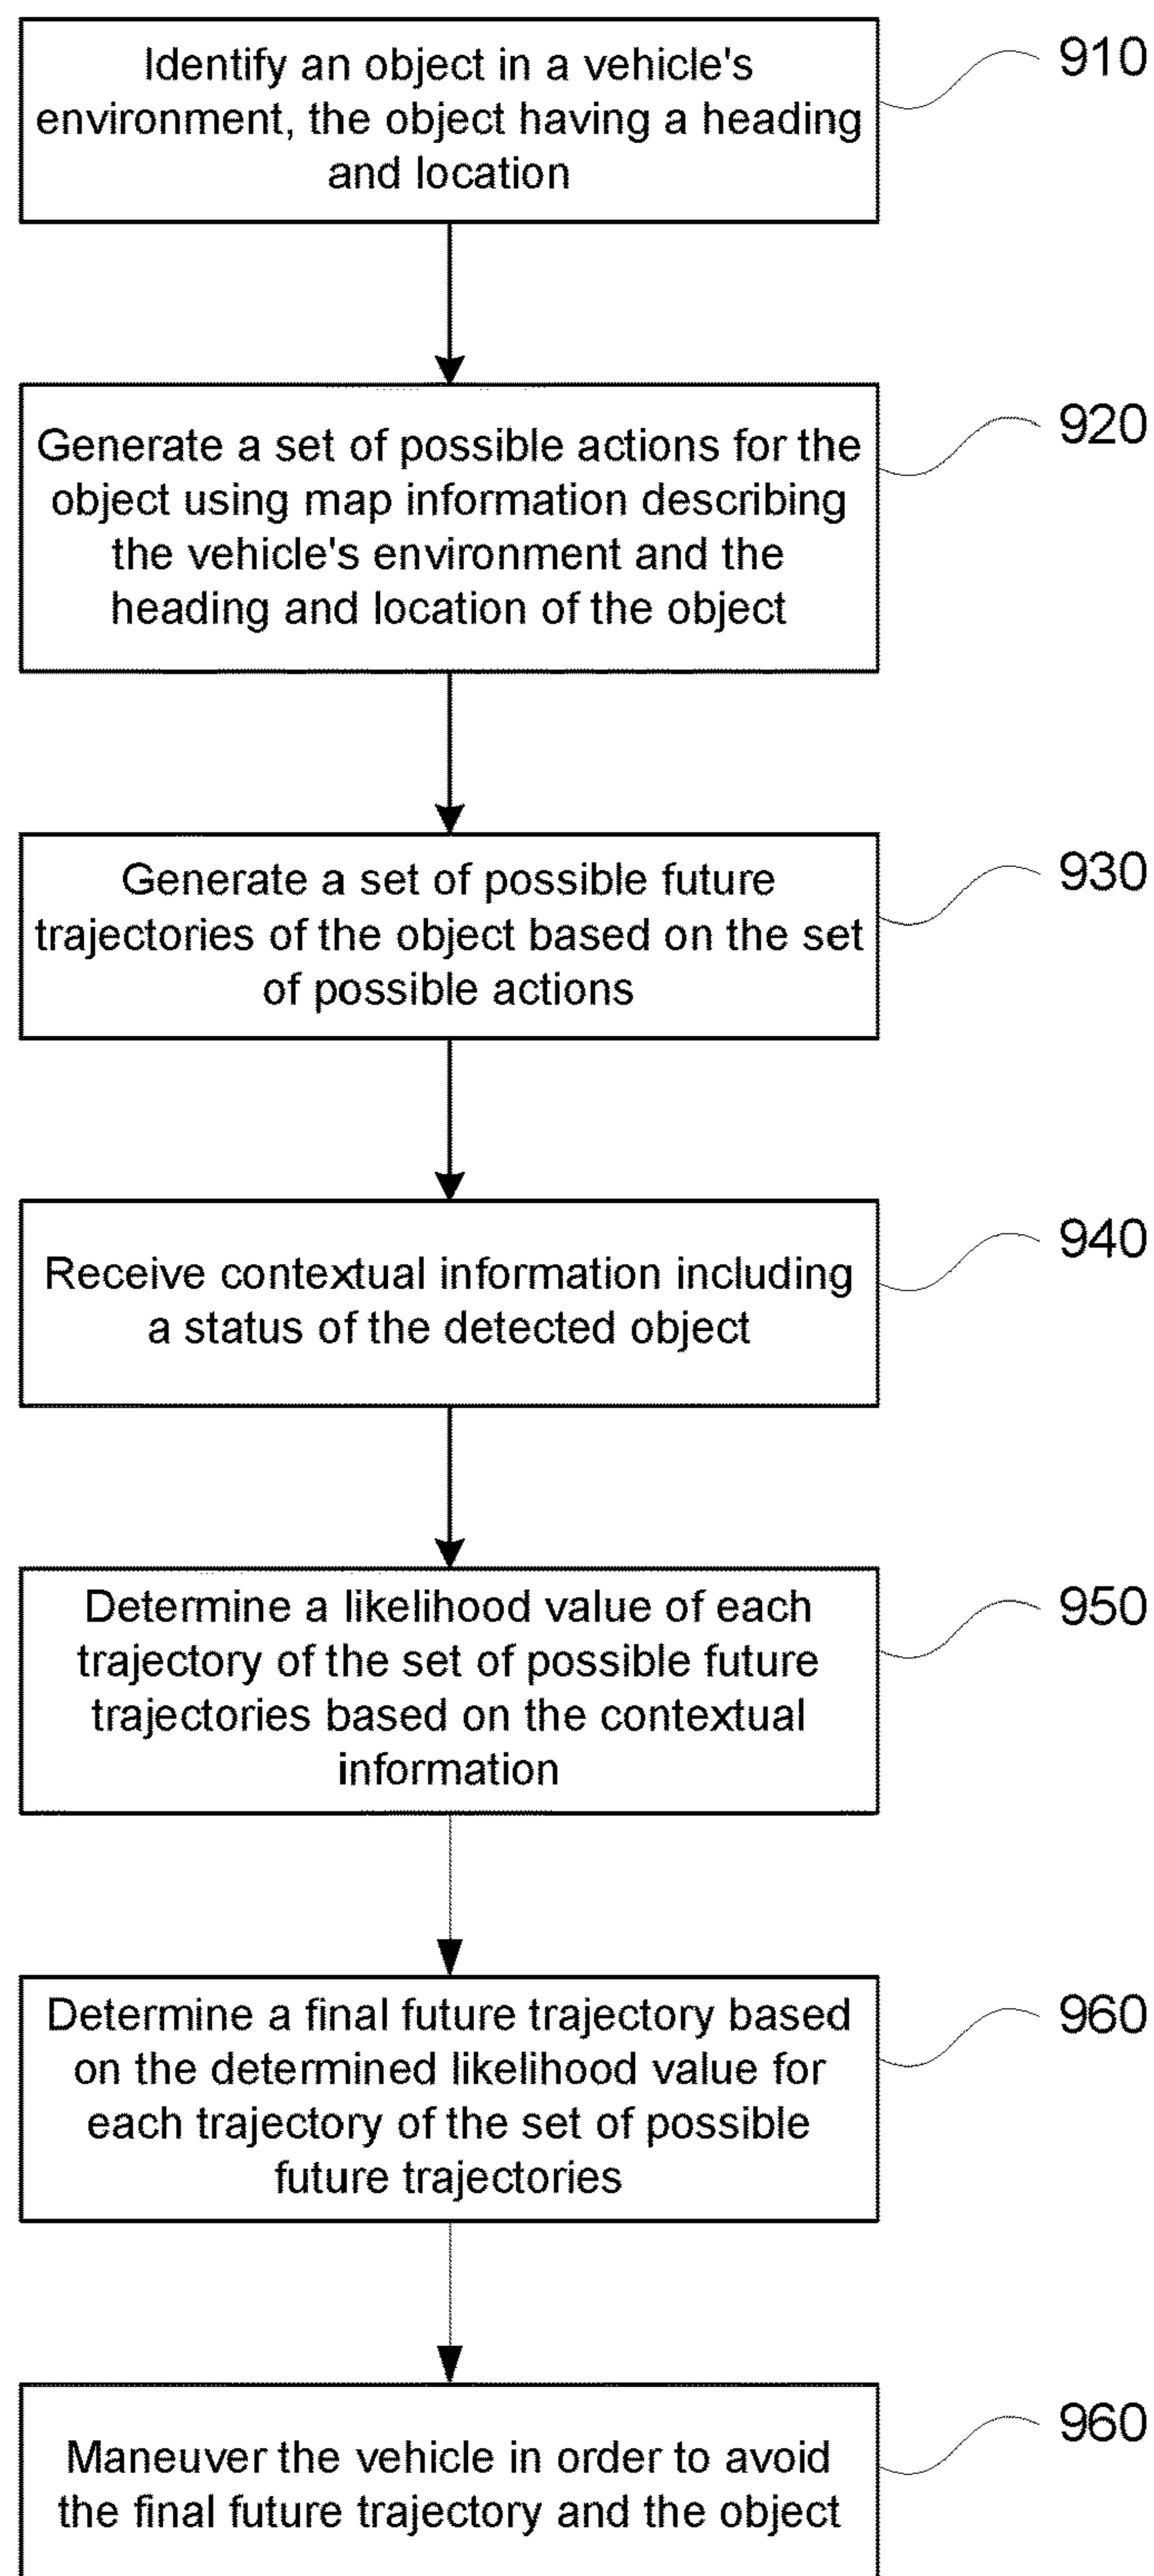 Identify an object in a vehicle's
environment, the object having a heading
and location
910
Generate a set of possible actions for the
object using map information describing
the vehicle's environment and the
heading and location of the object
920
Generate a set of possible future
trajectories of the object based on the set
of possible actions
930
Receive contextual information including
a status of the detected object
940
Determine a likelihood value of each
trajectory of the set of possible future
trajectories based on the contextual
information
950
Determine a final future trajectory based
on the determined likelihood value for
each trajectory of the set of possible
future trajectories
960
Maneuver the vehicle in order to avoid
the final future trajectory and the object
960